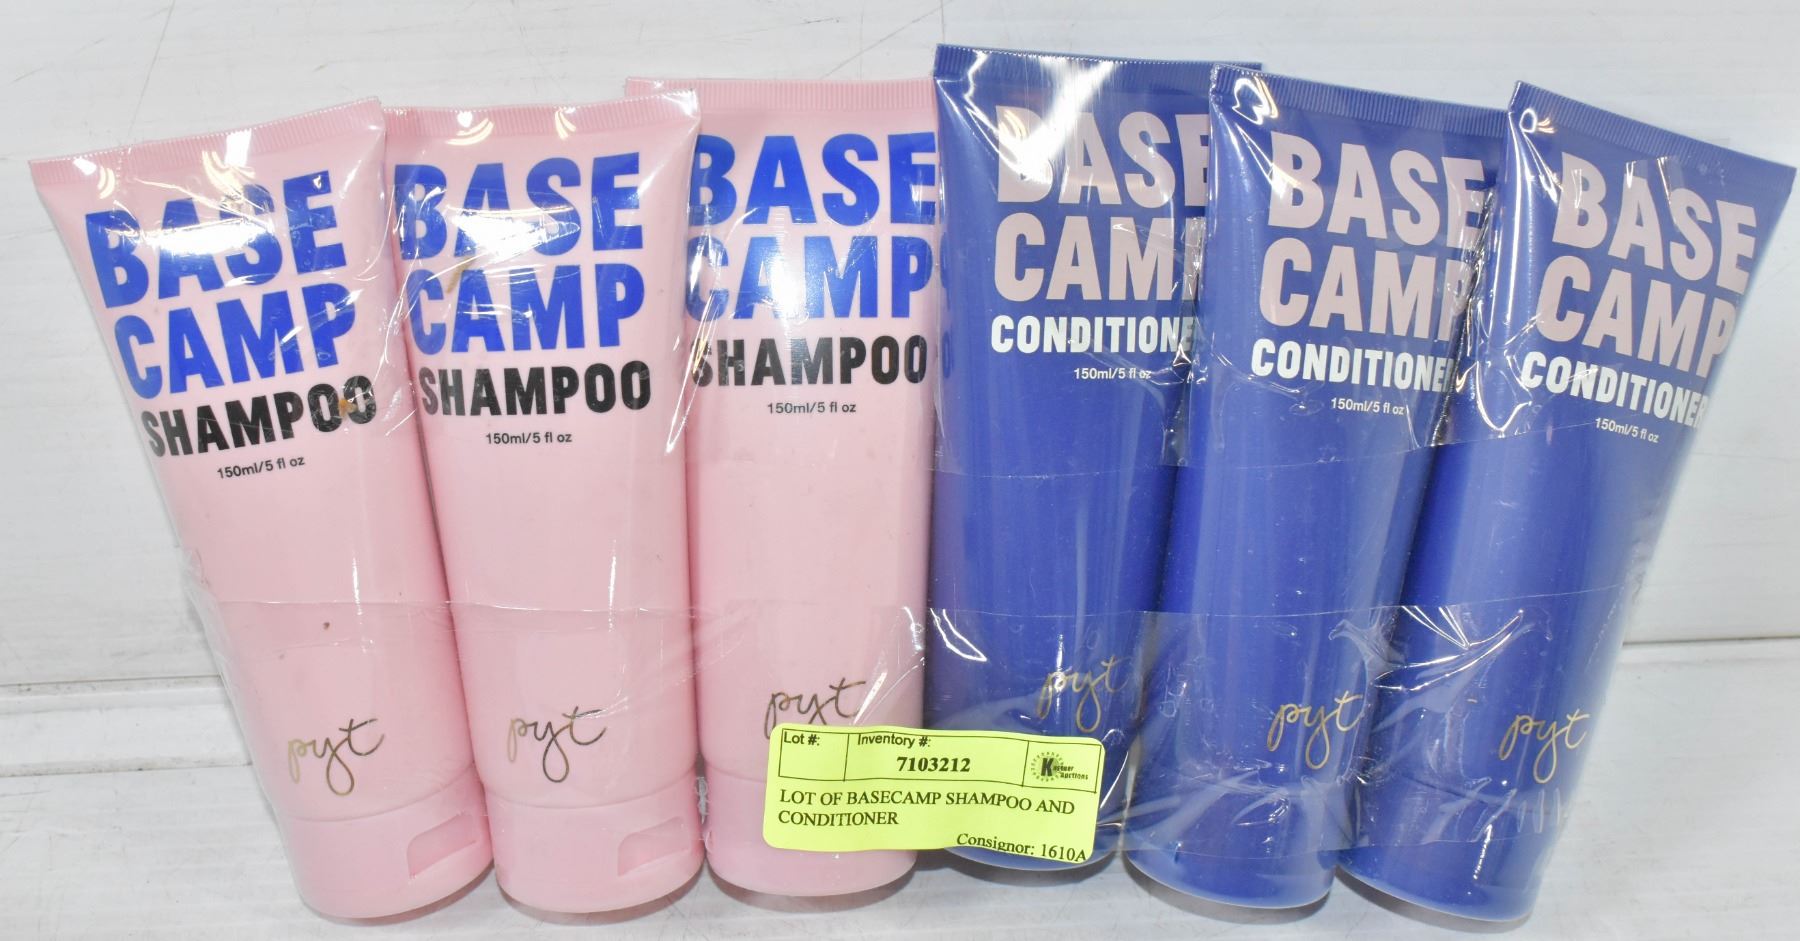 BASE
CAMP
SHAMPOO
150ml/5 fl oz
pyt
BASE
CAMP
SHAMPOO
150ml/5 fl oz
pyt
BASE
CAMP
SHAMPOO
150ml/5 fl oz
pyt
BASE
CAM
CONDITIONE
150ml/5 fl oz
pyt
BASE
CAMP
CONDITIONER
150ml/5 fl oz
pyt
BASE
CAMP
CONDITIONER
150ml/5 fl oz
pyt
Lot #: Inventory #:
7103212
Kastner Auctions
LOT OF BASECAMP SHAMPOO AND
CONDITIONER
Consignor: 1610A